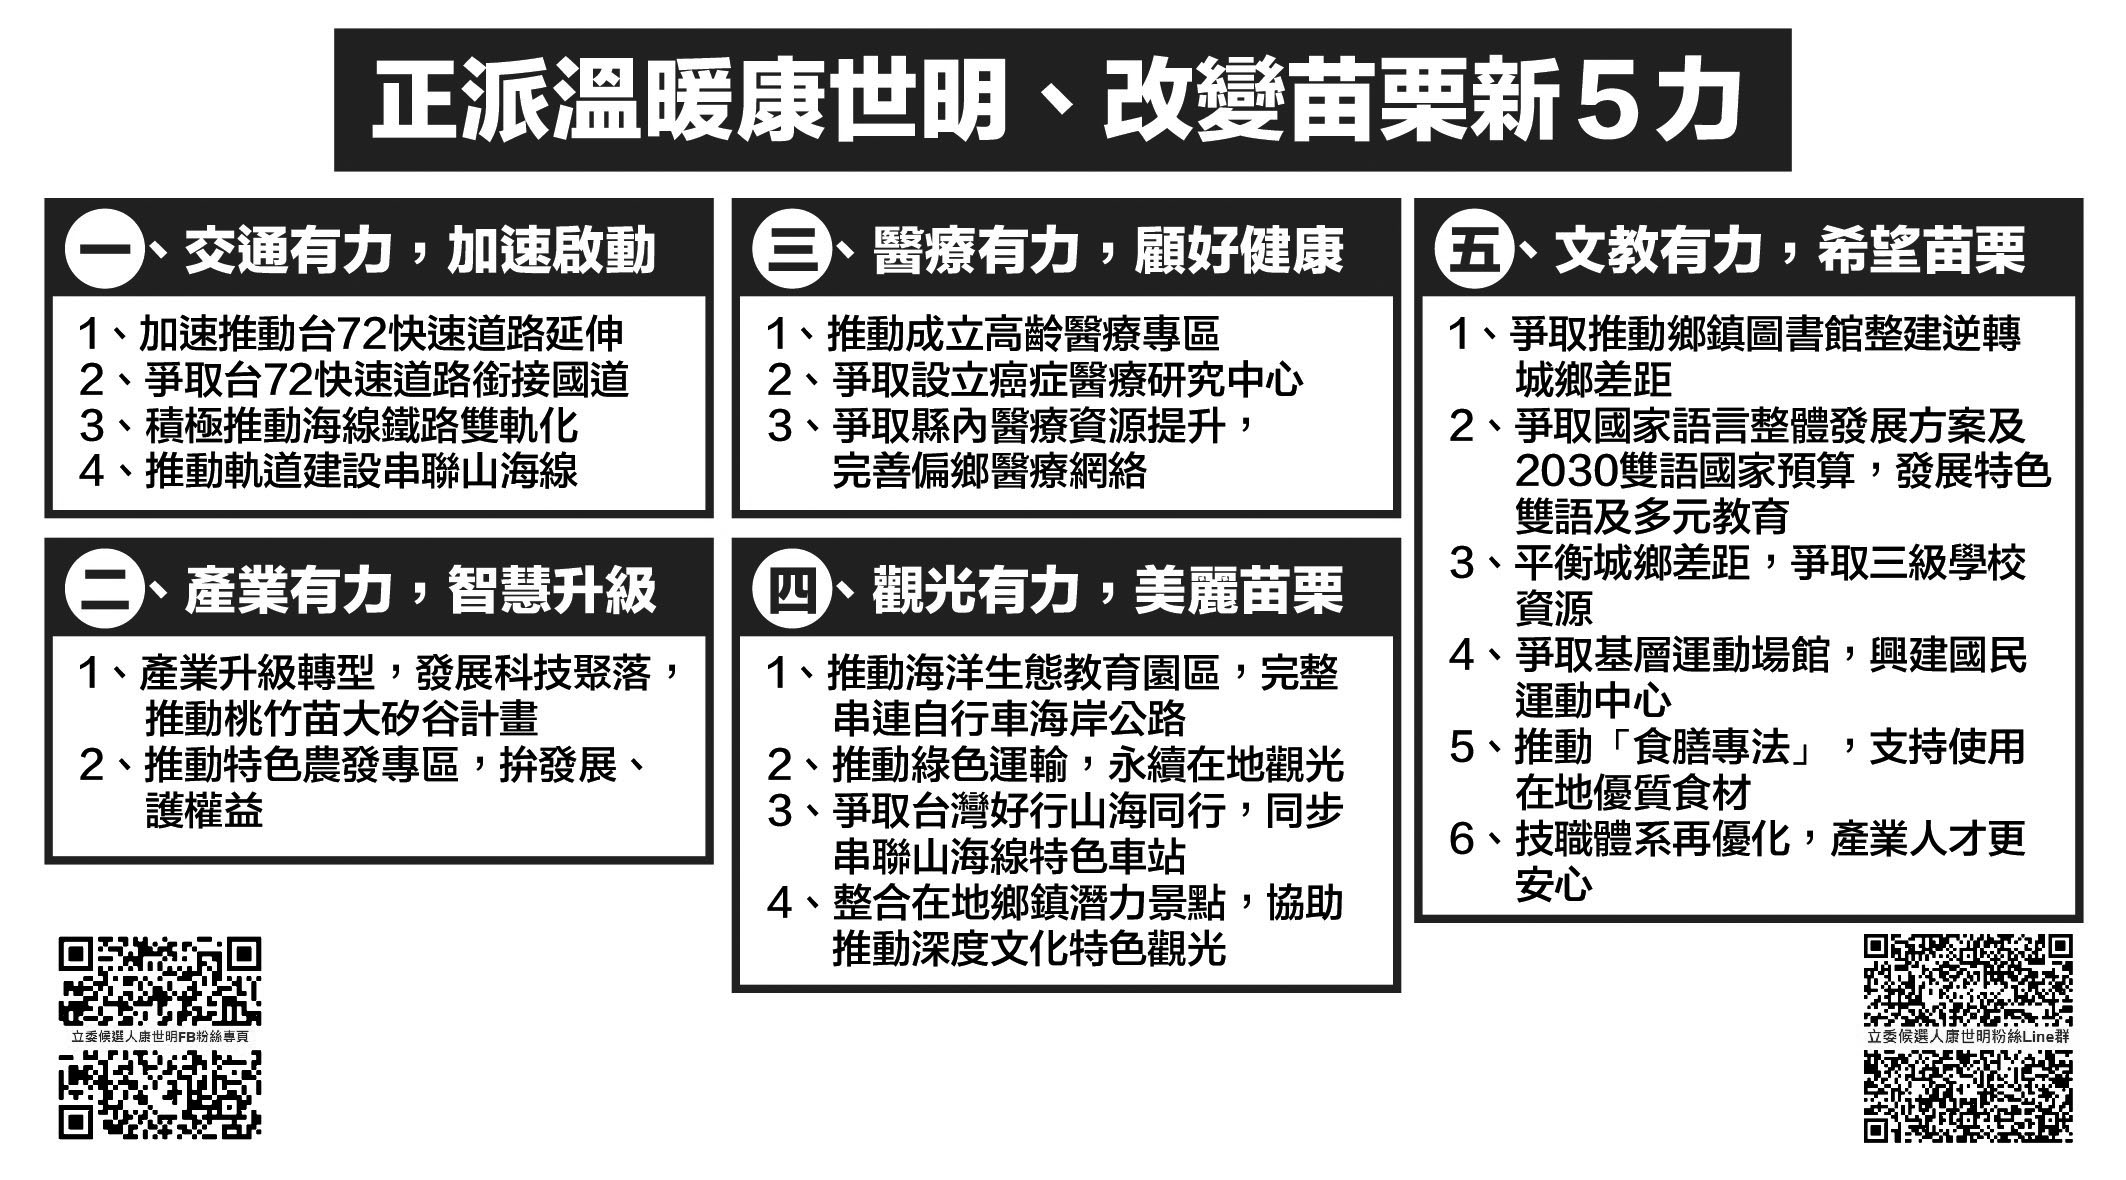 正派溫暖康世明、改變苗栗新5力
一、交通有力，加速啟動
1、加速推動台72快速道路延伸
2、爭取台72快速道路銜接國道
3、積極推動海線鐵路雙軌化
4、推動軌道建設串聯山海線
二、產業有力，智慧升級
1、產業升級轉型，發展科技聚落，
推動桃竹苗大矽谷計畫
2、推動特色農發專區，拚發展、
護權益
三、醫療有力，顧好健康
1、推動成立高齡醫療專區
2、爭取設立癌症醫療研究中心
3、爭取縣內醫療資源提升，
完善偏鄉醫療網絡
四、觀光有力，美麗苗栗
1、推動海洋生態教育園區，完整
串連自行車海岸公路
2、推動綠色運輸，永續在地觀光
3、爭取台灣好行山海同行，同步
串聯山海線特色車站
4、整合在地鄉鎮潛力景點，協助
推動深度文化特色觀光
五、文教有力，希望苗栗
1、爭取推動鄉鎮圖書館整建逆轉
城鄉差距
2、爭取國家語言整體發展方案及
2030雙語國家預算，發展特色
雙語及多元教育
3、平衡城鄉差距，爭取三級學校
資源
4、爭取基層運動場館，興建國民
運動中心
5、推動「食膳專法」，支持使用
在地優質食材
6、技職體系再優化，產業人才更
安心
立委候選人康世明FB粉絲專頁
立委候選人康世明粉絲Line群